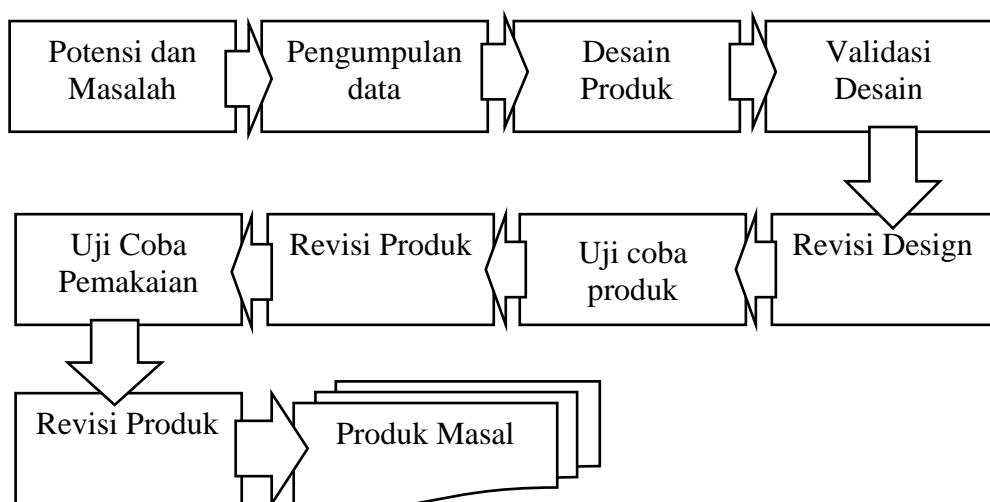 Potensi dan
Masalah
Pengumpulan
data
Desain
Produk
Validasi
Desain
Revisi Design
Uji coba
produk
Revisi Produk
Uji Coba
Pemakaian
Revisi Produk
Produk Masal